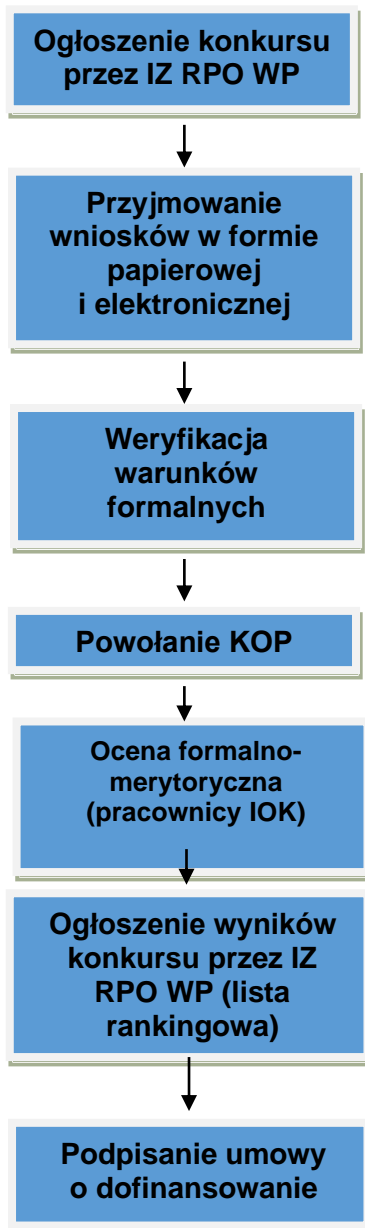 Ogłoszenie konkursu
przez IZ RPO WP
Przyjmowanie
wniosków w formie
papierowej
i elektronicznej
Weryfikacja
warunków
formalnych
Powołanie KOP
Ocena formalno-
merytoryczna
(pracownicy IOK)
Ogłoszenie wyników
konkursu przez IZ
RPO WP (lista
rankingowa)
Podpisanie umowy
o dofinansowanie